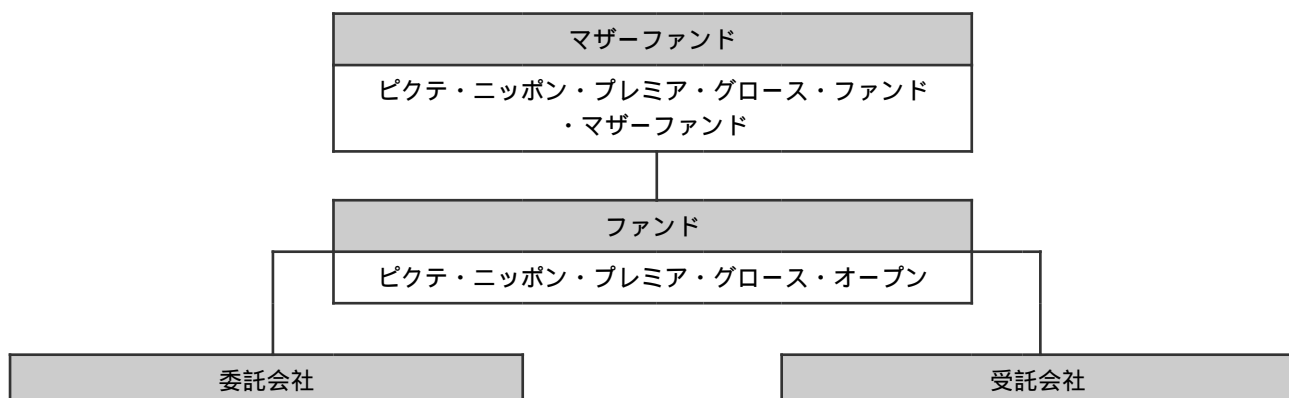 マザーファンド
ピクテ・ニッポン・プレミア・グロース・ファンド
・マザーファンド
ファンド
ピクテ・ニッポン・プレミア・グロース・オープン
委託会社
受託会社